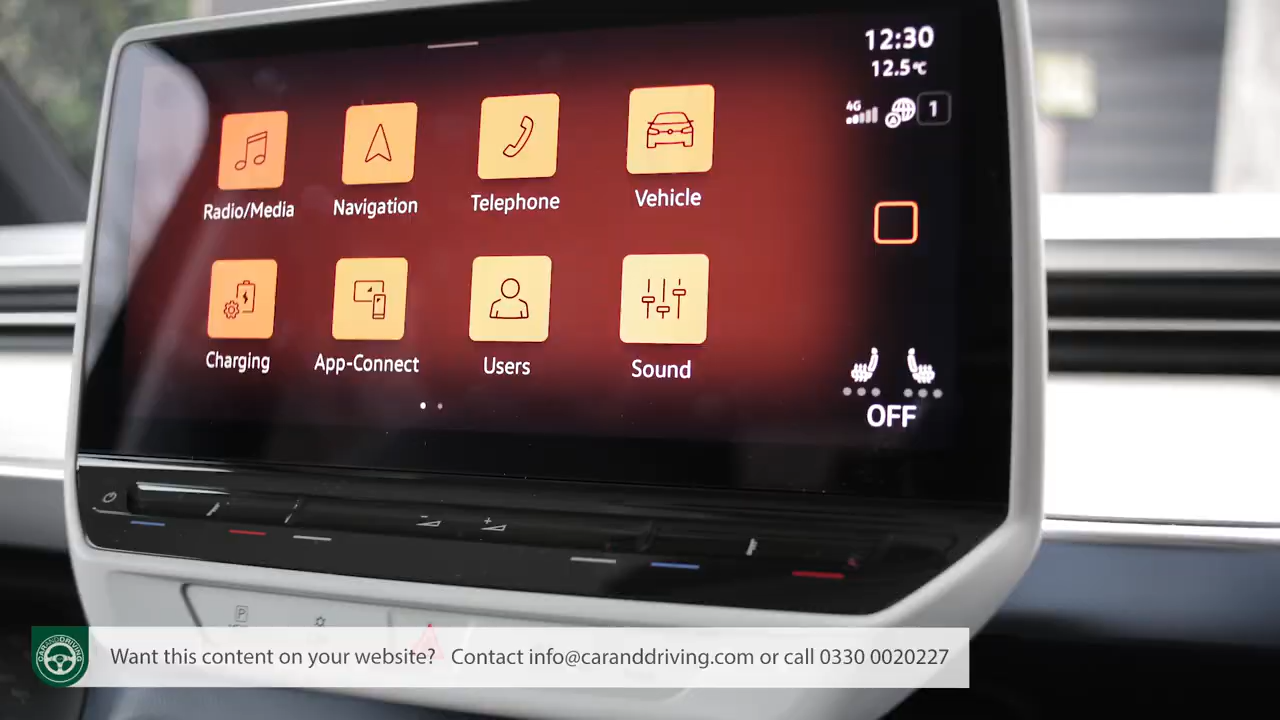 12:30
12.5°C
4G
1
Radio/Media
Navigation
Telephone
Vehicle
Charging
App-Connect
Users
Sound
OFF
P
CARANDDRIVING
Want this content on your website? Contact info@caranddriving.com or call 0330 0020227